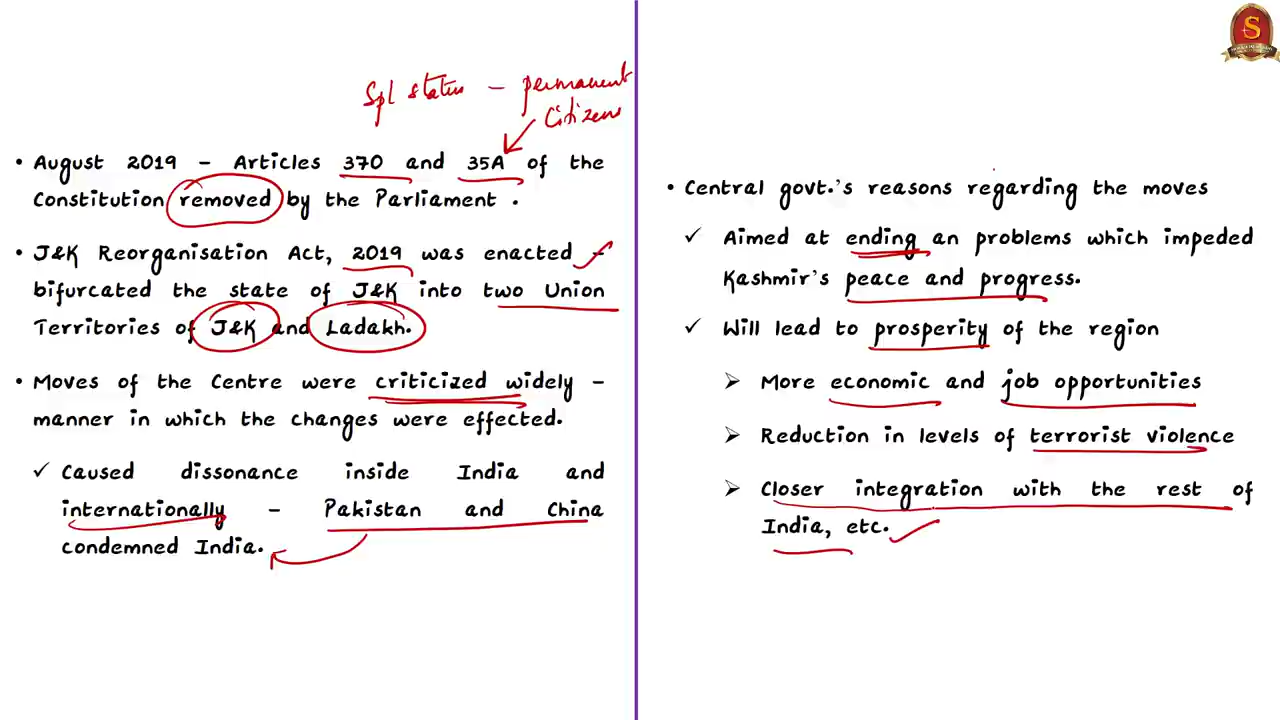 Spl status – permanent
Citizens
• August 2019 – Articles 370 and 35A of the
Constitution removed by the Parliament .
• J&K Reorganisation Act, 2019 was enacted –
bifurcated the state of J&K into two Union
Territories of J&K and Ladakh.
• Moves of the Centre were criticized widely –
manner in which the changes were effected.
✓ Caused dissonance inside India and
internationally – Pakistan and China
condemned India.
• Central govt.'s reasons regarding the moves
✓ Aimed at ending an problems which impeded
Kashmir's peace and progress.
✓ Will lead to prosperity of the region
➢ More economic and job opportunities
➢ Reduction in levels of terrorist violence
➢ Closer integration with the rest of
India, etc.
S